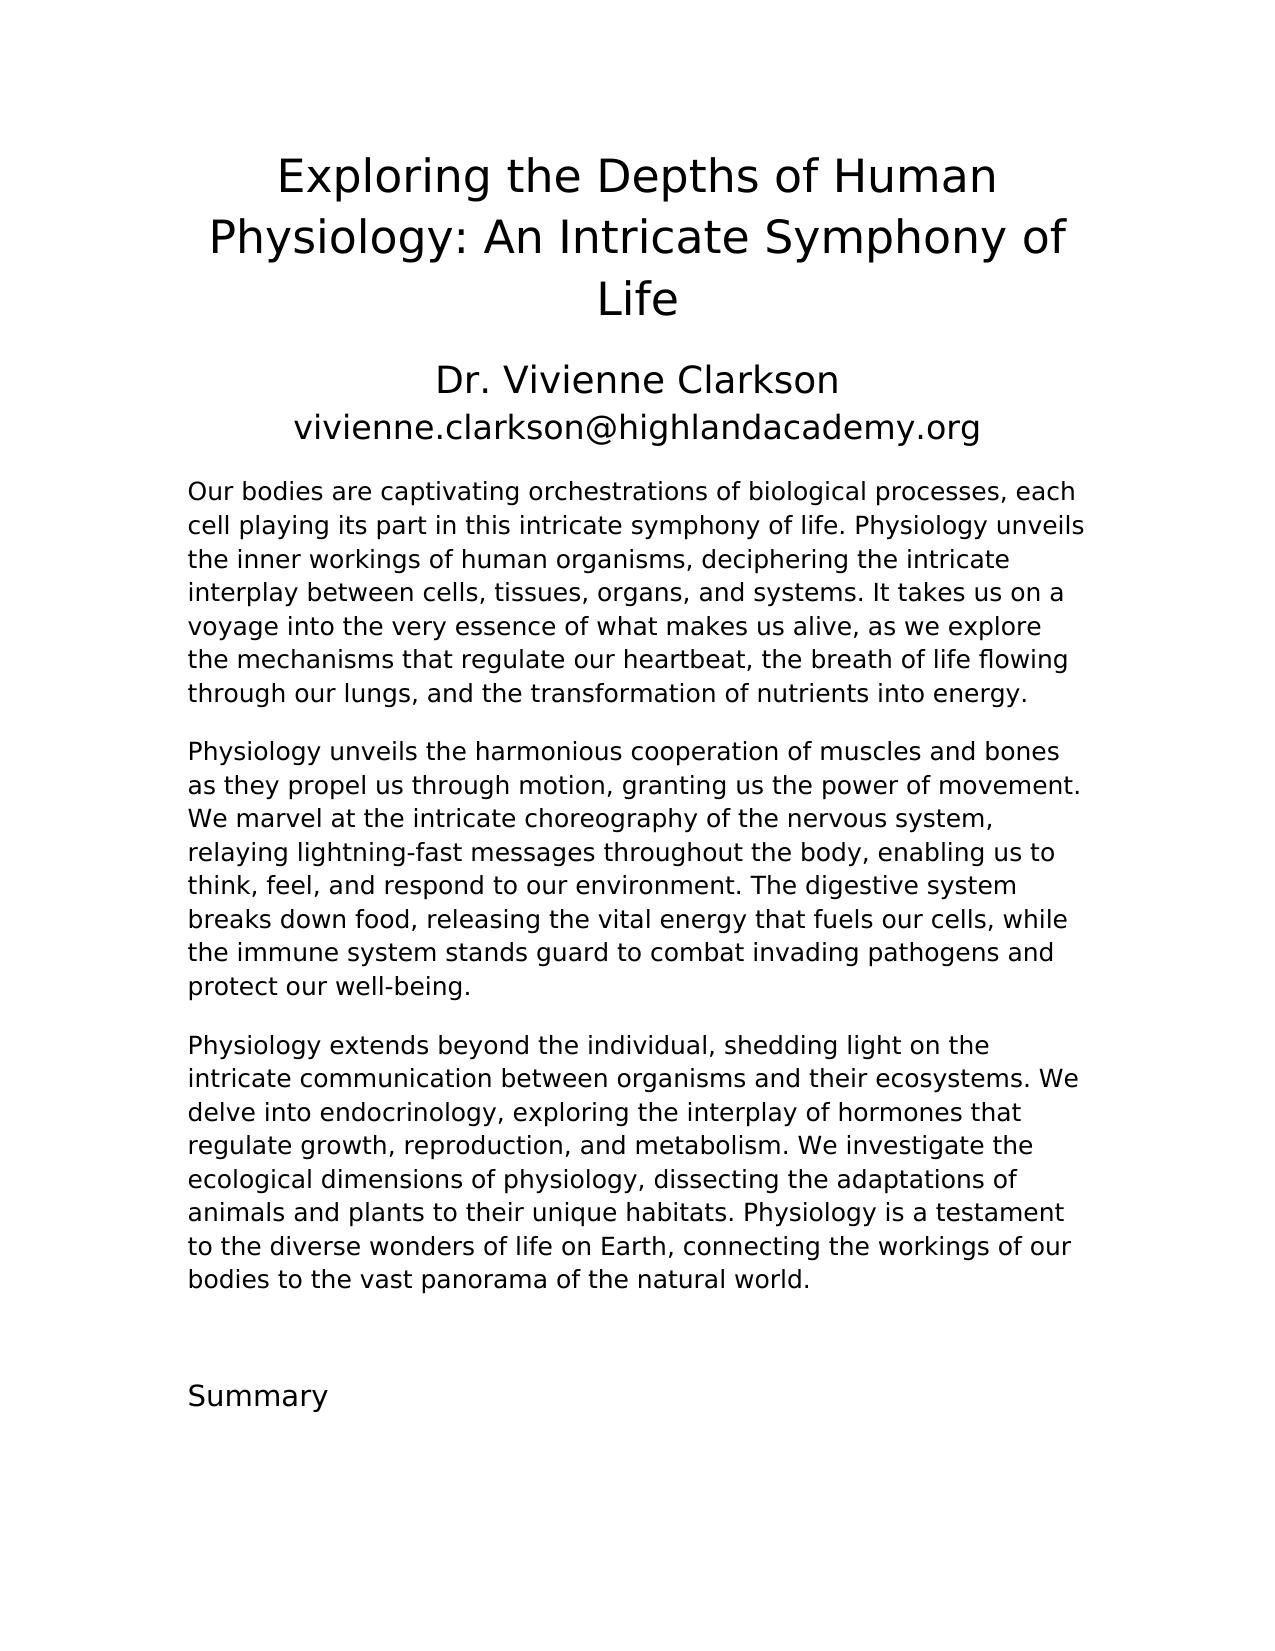 Exploring the Depths of Human
Physiology: An Intricate Symphony of
Life
Dr. Vivienne Clarkson
vivienne.clarkson@highlandacademy.org
Our bodies are captivating orchestrations of biological processes, each
cell playing its part in this intricate symphony of life. Physiology unveils
the inner workings of human organisms, deciphering the intricate
interplay between cells, tissues, organs, and systems. It takes us on a
voyage into the very essence of what makes us alive, as we explore
the mechanisms that regulate our heartbeat, the breath of life flowing
through our lungs, and the transformation of nutrients into energy.
Physiology unveils the harmonious cooperation of muscles and bones
as they propel us through motion, granting us the power of movement.
We marvel at the intricate choreography of the nervous system,
relaying lightning-fast messages throughout the body, enabling us to
think, feel, and respond to our environment. The digestive system
breaks down food, releasing the vital energy that fuels our cells, while
the immune system stands guard to combat invading pathogens and
protect our well-being.
Physiology extends beyond the individual, shedding light on the
intricate communication between organisms and their ecosystems. We
delve into endocrinology, exploring the interplay of hormones that
regulate growth, reproduction, and metabolism. We investigate the
ecological dimensions of physiology, dissecting the adaptations of
animals and plants to their unique habitats. Physiology is a testament
to the diverse wonders of life on Earth, connecting the workings of our
bodies to the vast panorama of the natural world.
Summary